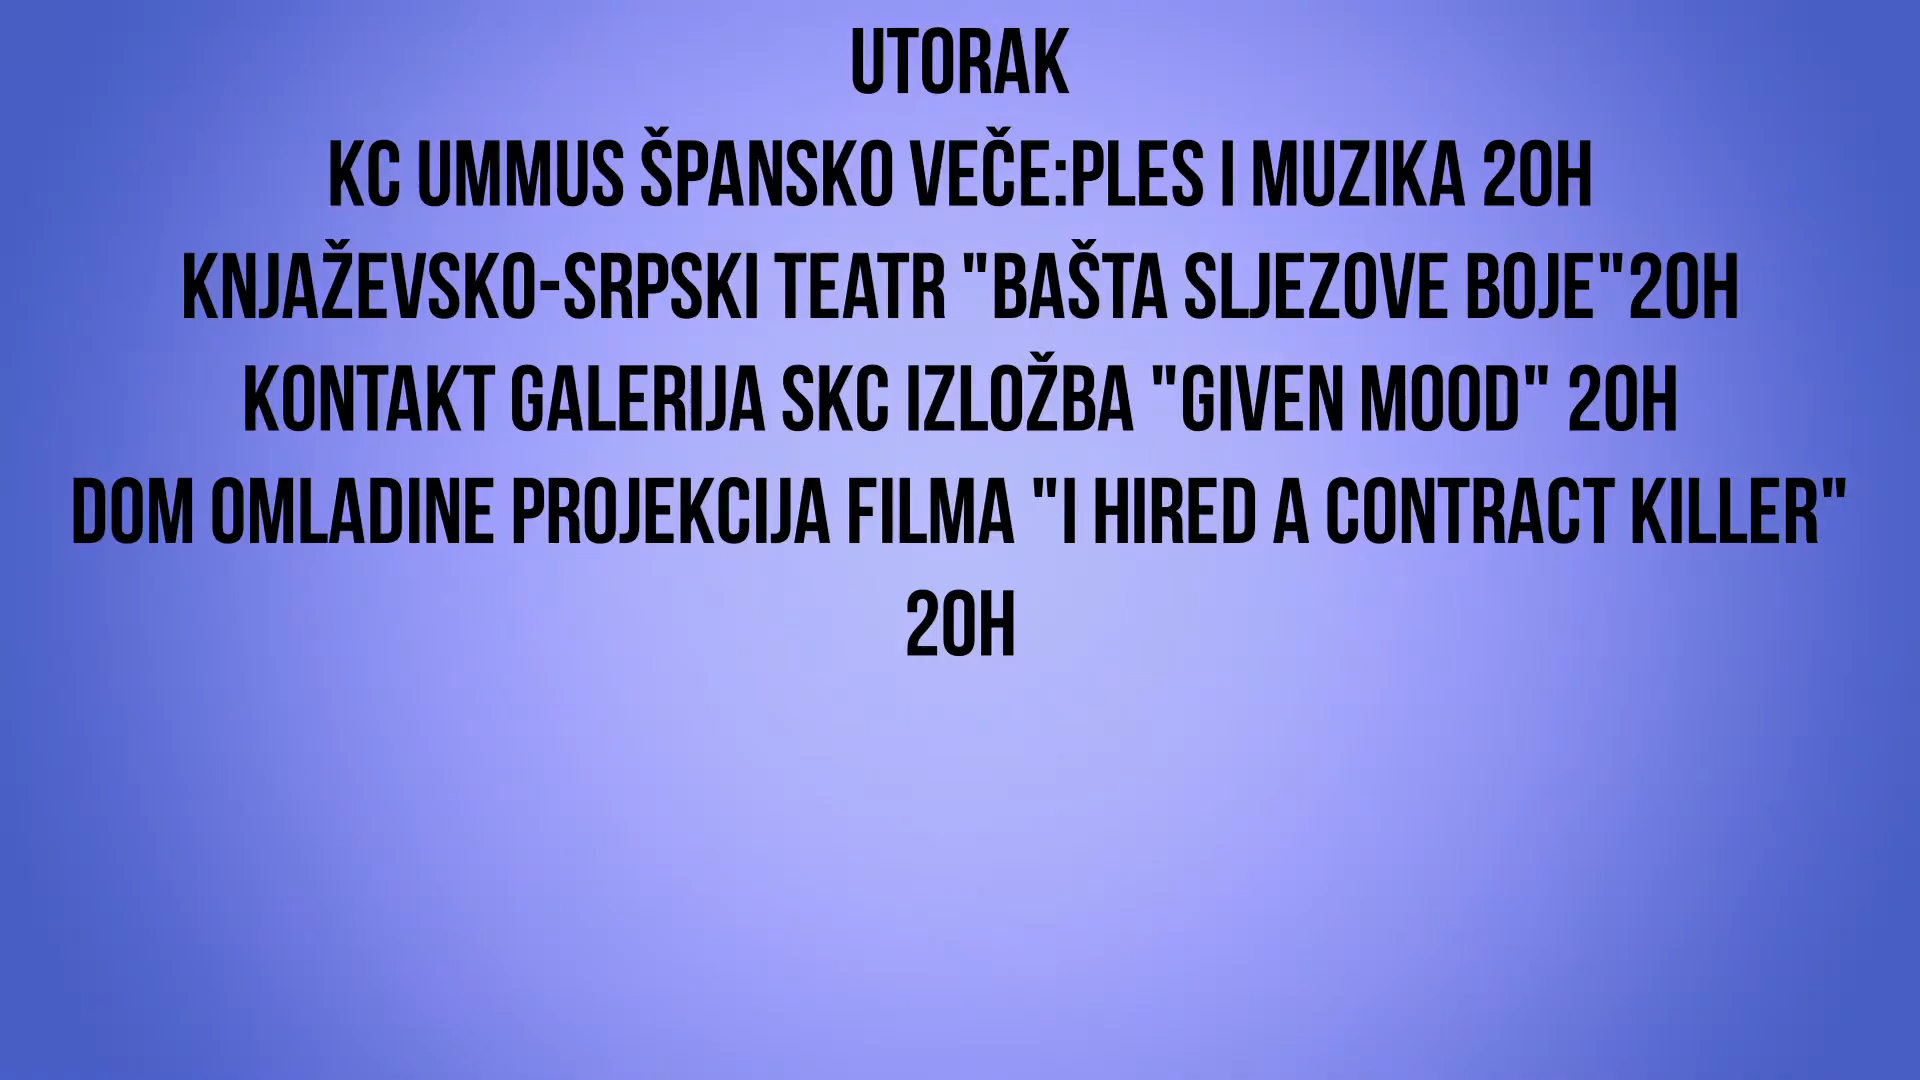 UTORAK
KC UMMUS ŠPANSKO VEČE:PLES I MUZIKA 20H
KNJAŽEVSKO-SRPSKI TEATR "BAŠTA SLJEZOVE BOJE"20H
KONTAKT GALERIJA SKC IZLOŽBA "GIVEN MOOD" 20H
DOM OMLADINE PROJEKCIJA FILMA "I HIRED A CONTRACT KILLER"
20H